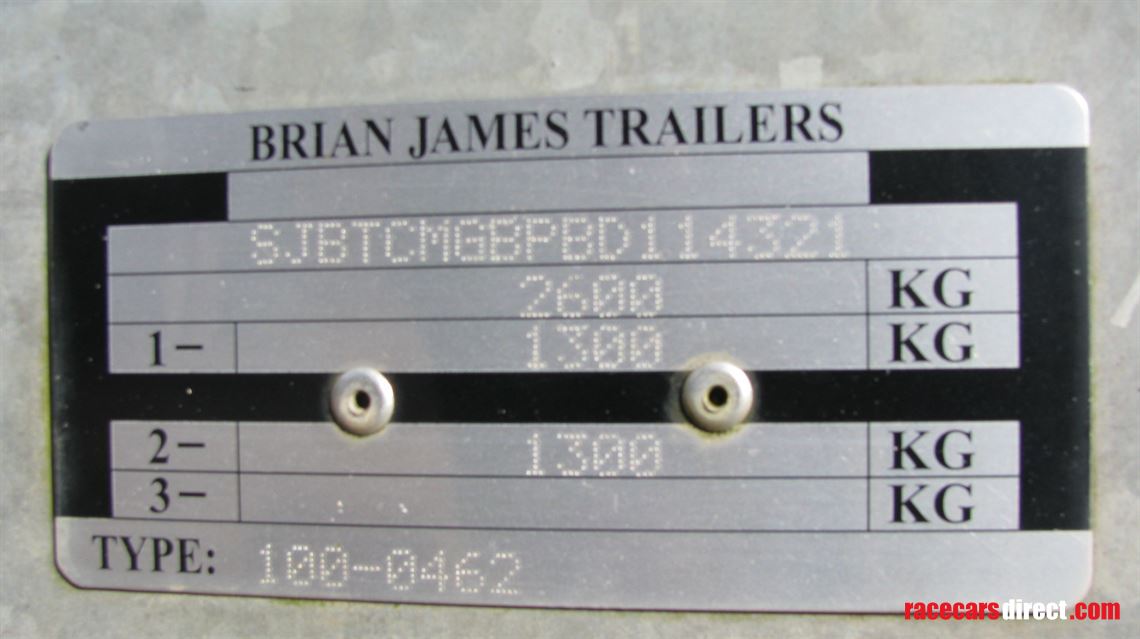 BRIAN JAMES TRAILERS
SJBTCMGBPBD114321
2600 KG
1- 1300 KG
2- 1300 KG
3- KG
TYPE: 100-0462
racecarsdirect.com